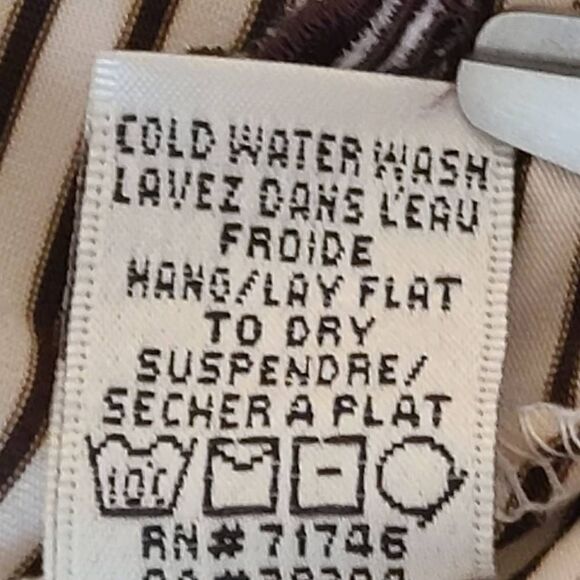 COLD WATER WASH
LAVEZ DANS L'EAU
FROIDE
HANG/LAY FLAT
TO DRY
SUSPENDRE/
SECHER A PLAT
RN#71746